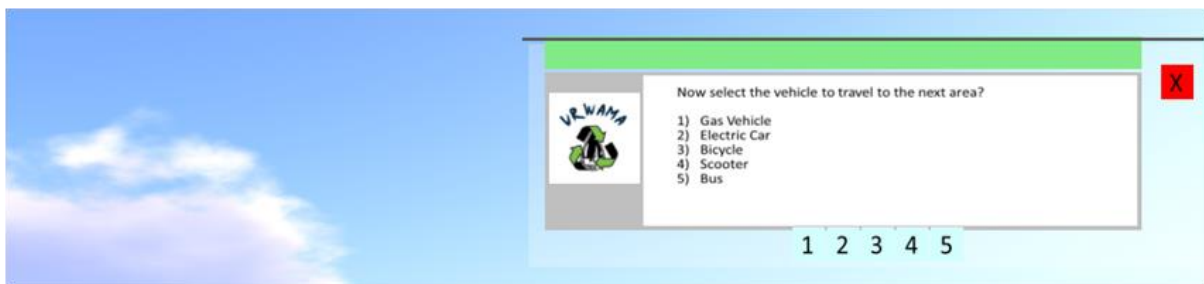 Now select the vehicle to travel to the next area?
X
VRWAMA
1) Gas Vehicle
2) Electric Car
3) Bicycle
4) Scooter
5) Bus
1 2 3 4 5